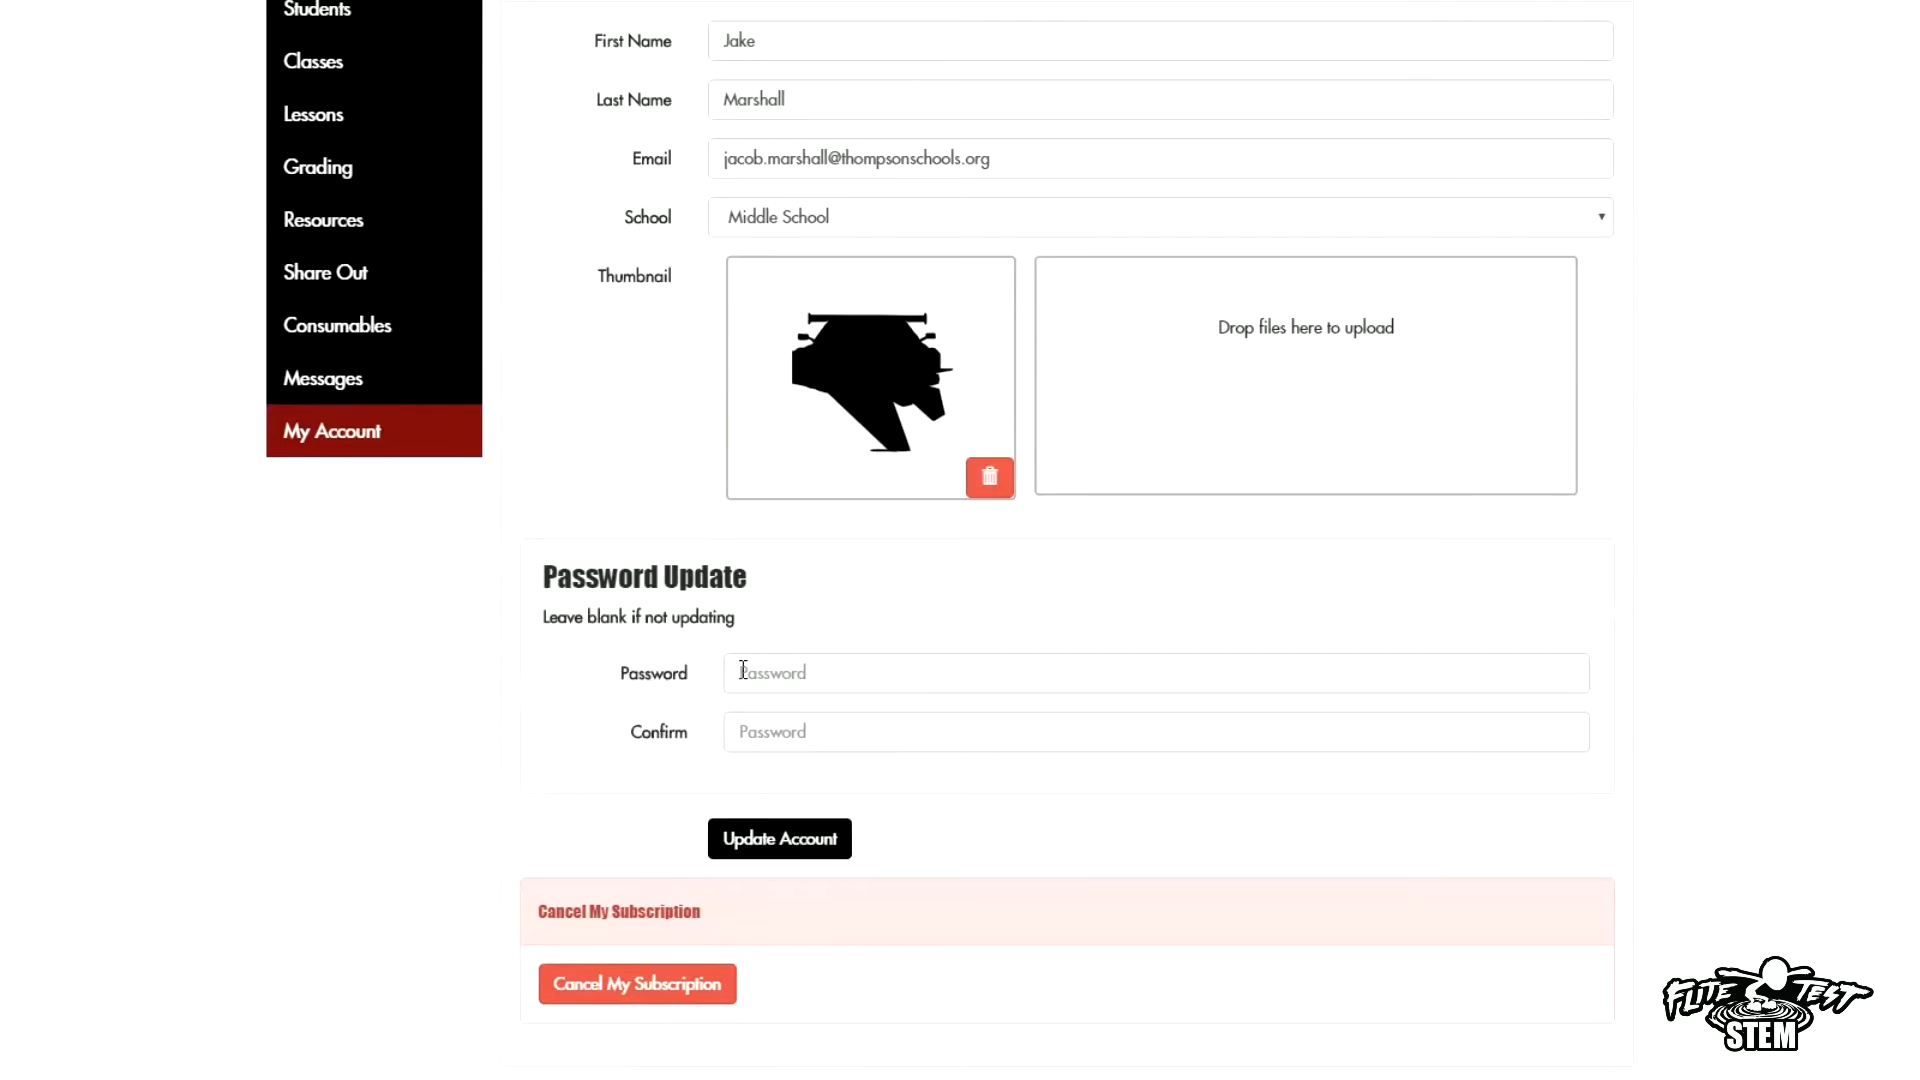 Students
Classes
Lessons
Grading
Resources
Share Out
Consumables
Messages
My Account
First Name
Jake
Last Name
Marshall
Email
jacob.marshall@thompsonschools.org
School
Middle School
Thumbnail
Drop files here to upload
Password Update
Leave blank if not updating
Password
Password
Confirm
Password
Update Account
Cancel My Subscription
Cancel My Subscription
FLITE TEST
STEM